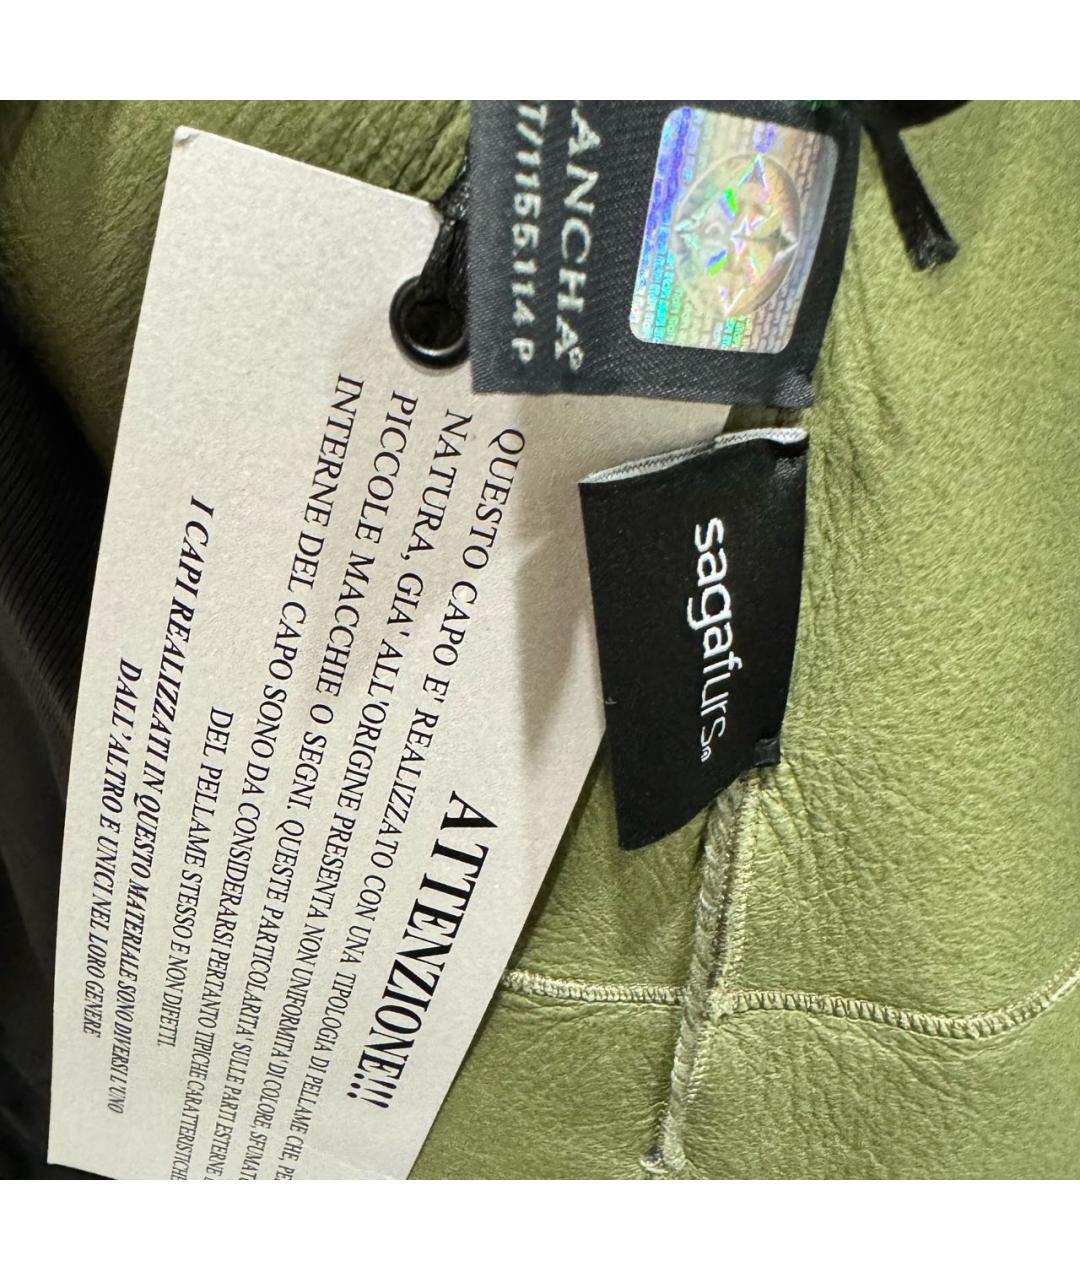 LANCHA®
T/1155114 P
sagafurs®
ATTENZIONE!!!
QUESTO CAPO E' REALIZZATO CON UNA TIPOLOGIA DI PELLAME CHE, PE
NATURA, GIA' ALL'ORIGINE PRESENTA NON UNIFORMITA' DI COLORE, SFUMAT
PICCOLE MACCHIE O SEGNI. QUESTE PARTICOLARITA' SULLE PARTI ESTERNE
INTERNE DEL CAPO SONO DA CONSIDERARSI PERTANTO TIPICHE CARATTERISTICHE
DEL PELLAME STESSO E NON DIFETTI.
I CAPI REALIZZATI IN QUESTO MATERIALE SONO DIVERSI L'UNO
DALL'ALTRO E UNICI NEL LORO GENERE